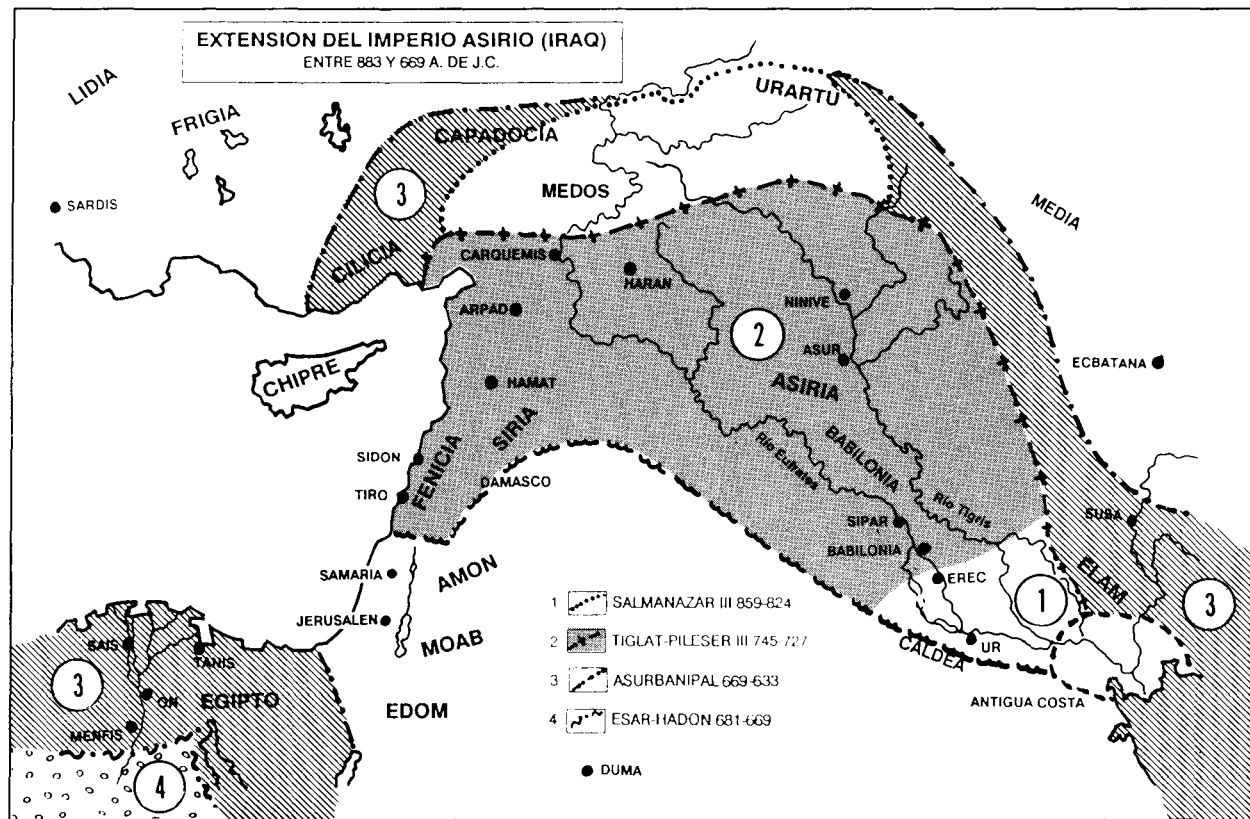 EXTENSION DEL IMPERIO ASIRIO (IRAQ)
ENTRE 883 Y 669 A. DE J.C.
LIDIA
FRIGIA
CAPADOCIA
URARTU
MEDOS
3
SARDIS
MEDIA
CILICIA
CARQUEMIS
HARAN
NINIVE
ARPAD
2
ASUR
ECBATANA
CHIPRE
HAMAT
ASIRIA
SIRIA
FENICIA
SIDON
BABILONIA
Río Eufrates
DAMASCO
TIRO
Río Tigris
SIPAR
SUSA
BABILONIA
SAMARIA
AMON
EREC
ELAM
1
3
1 SALMANAZAR III 859-824
JERUSALEN
MOAB
2 TIGLAT-PILESER III 745-727
UR
CALDEA
SAIS
TANIS
3
ON
EGIPTO
EDOM
3 ASURBANIPAL 669-633
ANTIGUA COSTA
MENFIS
4 ESAR-HADON 681-669
4
DUMA